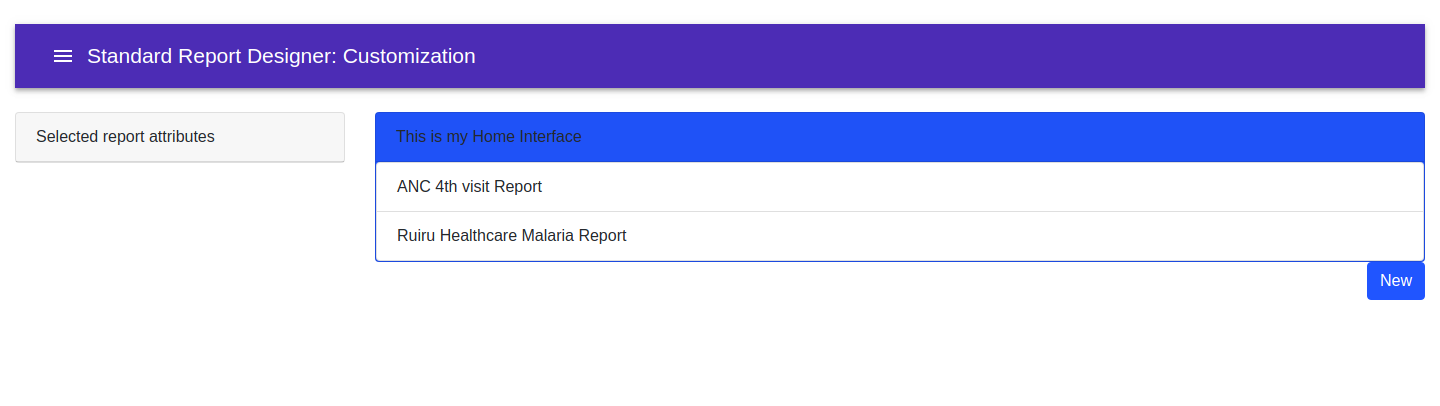 Standard Report Designer: Customization
Selected report attributes
This is my Home Interface
ANC 4th visit Report
Ruiru Healthcare Malaria Report
New